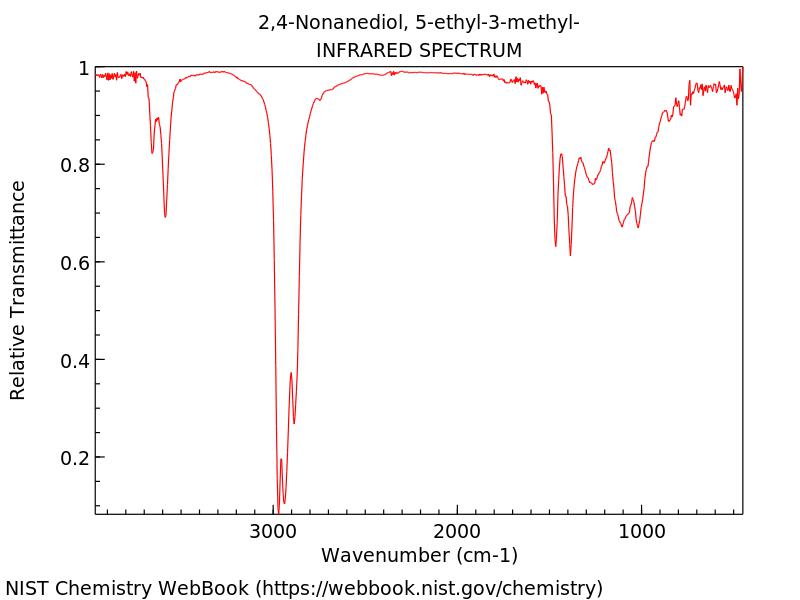 2,4-Nonanediol, 5-ethyl-3-methyl-
INFRARED SPECTRUM
1
0.8
0.6
0.4
0.2
Relative Transmittance
3000 2000 1000
Wavenumber (cm-1)
NIST Chemistry WebBook (https://webbook.nist.gov/chemistry)